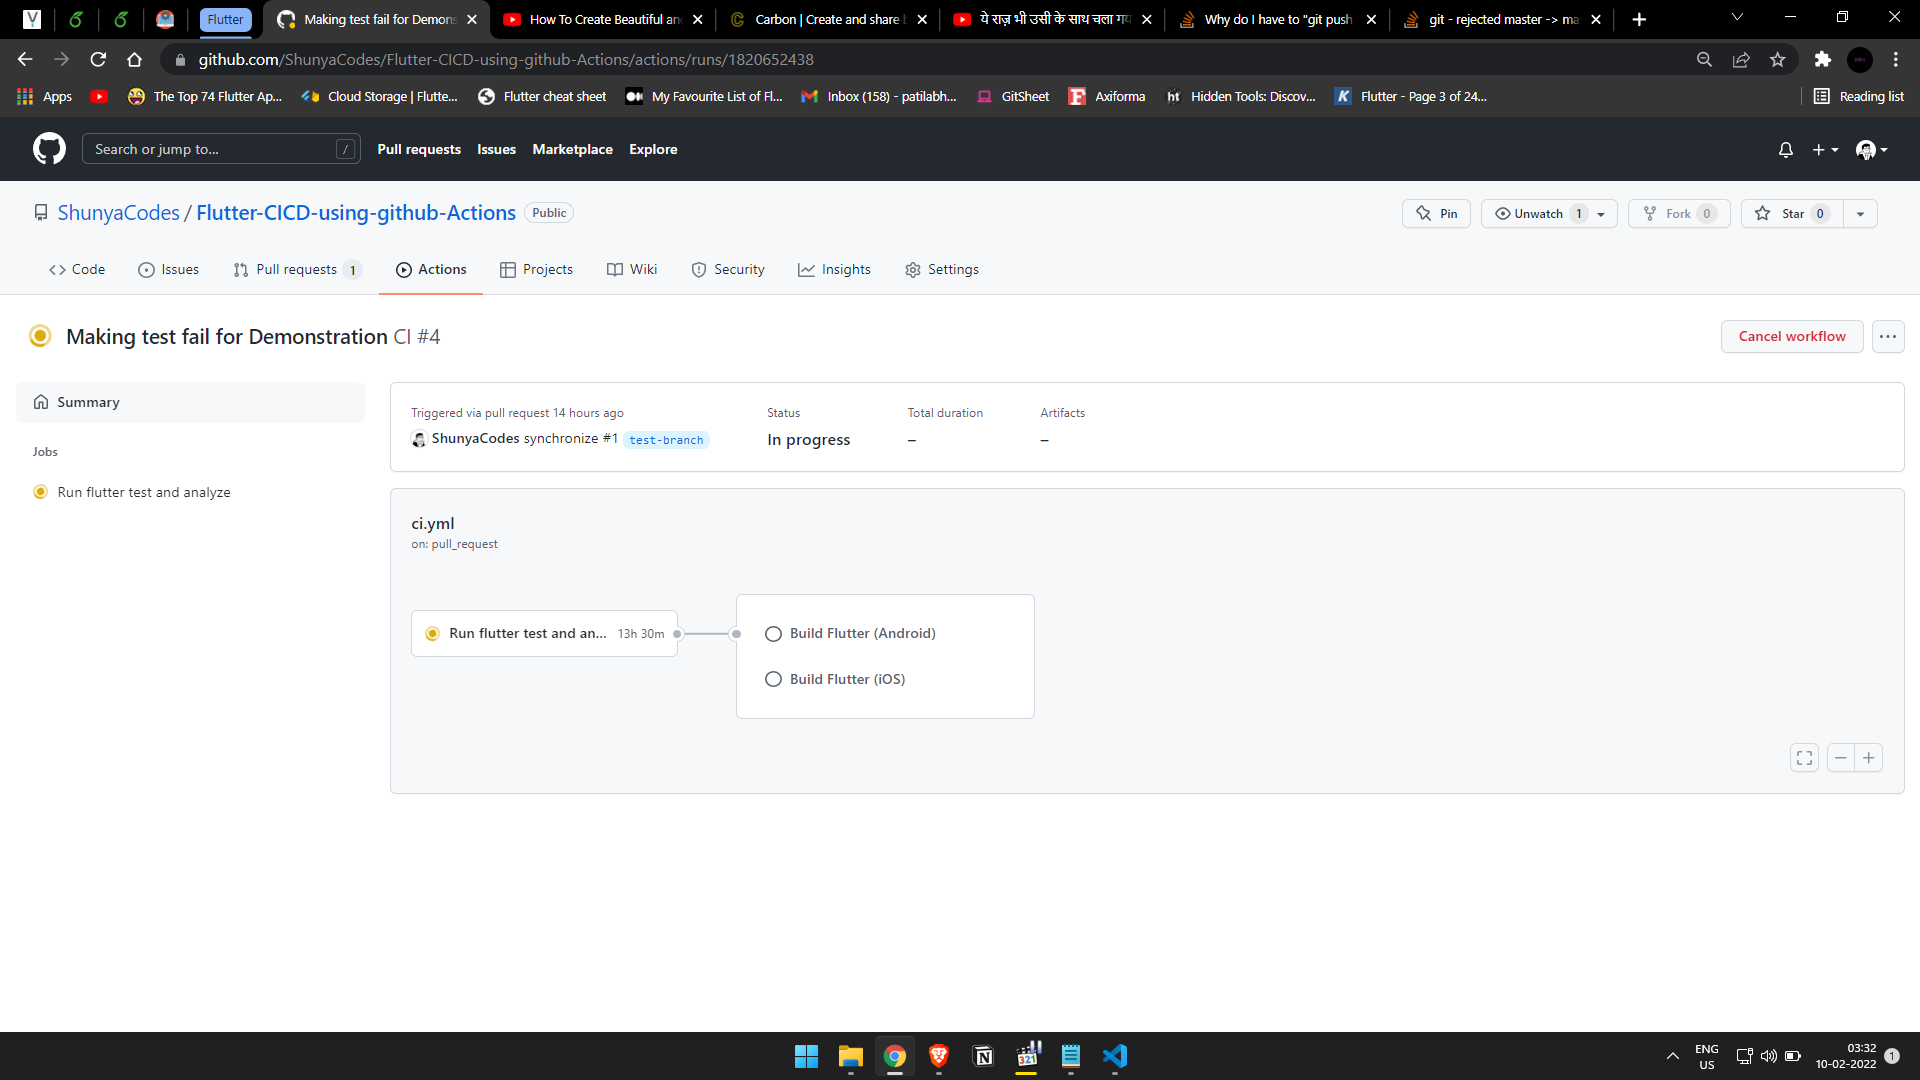 Flutter
Making test fail for Demons
How To Create Beautiful an
Carbon | Create and share b
ये राज़ भी उसी के साथ चला गय
Why do I have to "git push
git - rejected master -> ma
github.com/ShunyaCodes/Flutter-CICD-using-github-Actions/actions/runs/1820652438
Apps
The Top 74 Flutter Ap...
Cloud Storage | Flutte...
Flutter cheat sheet
My Favourite List of Fl...
Inbox (158) - patilabh...
GitSheet
Axiforma
ht
Hidden Tools: Discov...
K
Flutter - Page 3 of 24...
Reading list
Search or jump to...
/
Pull requests
Issues
Marketplace
Explore
ShunyaCodes / Flutter-CICD-using-github-Actions
Public
Pin
Unwatch 1
Fork 0
Star 0
Code
Issues
Pull requests 1
Actions
Projects
Wiki
Security
Insights
Settings
Making test fail for Demonstration CI #4
Cancel workflow
Summary
Jobs
Run flutter test and analyze
Triggered via pull request 14 hours ago
ShunyaCodes synchronize #1 test-branch
Status
In progress
Total duration
–
Artifacts
–
ci.yml
on: pull_request
Run flutter test and an... 13h 30m
Build Flutter (Android)
Build Flutter (iOS)
321
ENG
US
03:32
10-02-2022
1